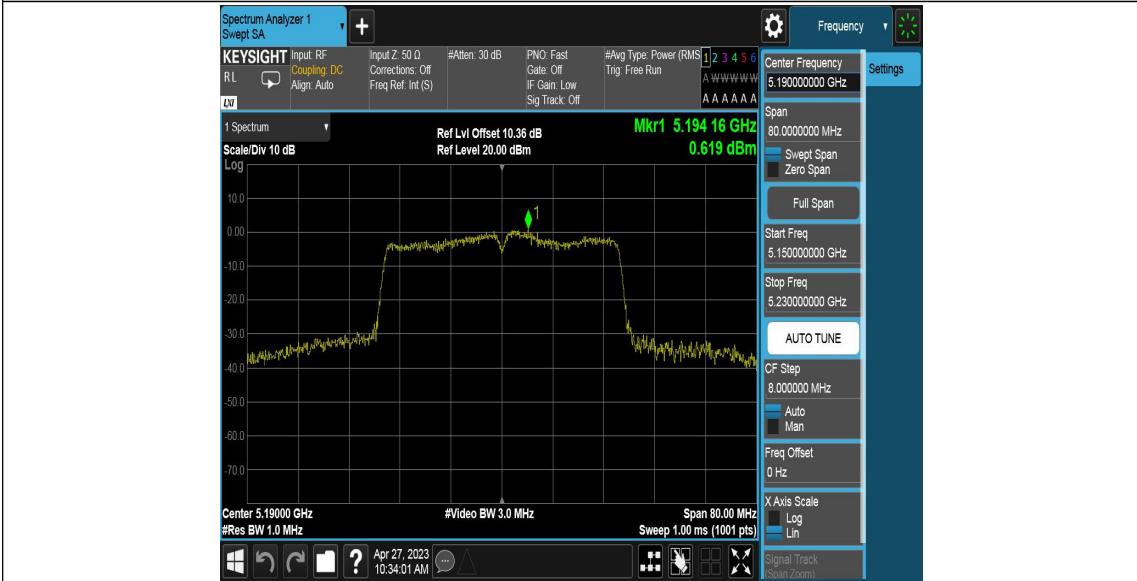 Spectrum Analyzer 1
Swept SA
+
Frequency
KEYSIGHT
RL
LXI
Input: RF
Coupling: DC
Align: Auto
Input Z: 50 Ω
Corrections: Off
Freq Ref: Int (S)
#Atten: 30 dB
PNO: Fast
Gate: Off
IF Gain: Low
Sig Track: Off
#Avg Type: Power (RMS
Trig: Free Run
1 2 3 4 5 6
A W W W W W
A A A A A A
1 Spectrum
Scale/Div 10 dB
Ref Lvl Offset 10.36 dB
Ref Level 20.00 dBm
Mkr1 5.194 16 GHz
0.619 dBm
Log
10.0
0.00
-10.0
-20.0
-30.0
-40.0
-50.0
-60.0
-70.0
1
Center 5.19000 GHz
#Video BW 3.0 MHz
Span 80.00 MHz
#Res BW 1.0 MHz
Sweep 1.00 ms (1001 pts)
?
Apr 27, 2023
10:34:01 AM
Center Frequency
5.190000000 GHz
Settings
Span
80.0000000 MHz
Swept Span
Zero Span
Full Span
Start Freq
5.150000000 GHz
Stop Freq
5.230000000 GHz
AUTO TUNE
CF Step
8.000000 MHz
Auto
Man
Freq Offset
0 Hz
X Axis Scale
Log
Lin
Signal Track
(Span Zoom)